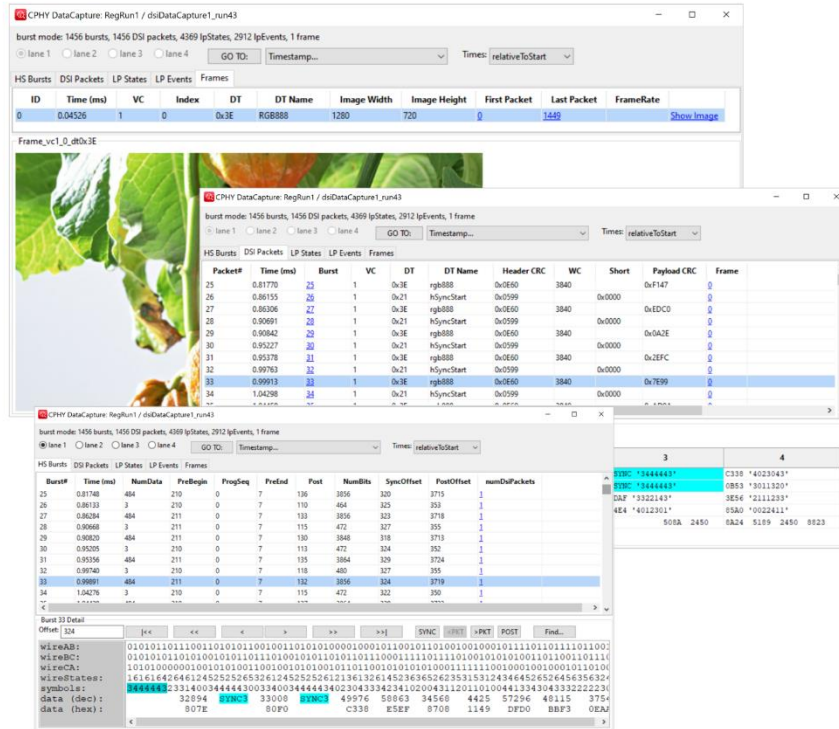 CPHY DataCapture: RegRun1 / dsiDataCapture1_run43
burst mode: 1456 bursts, 1456 DSI packets, 4369 lpStates, 2912 lpEvents, 1 frame
lane 1 lane 2 lane 3 lane 4 GO TO: Timestamp... Times: relativeToStart
HS Bursts DSI Packets LP States LP Events Frames
ID Time (ms) VC Index DT DT Name Image Width Image Height First Packet Last Packet FrameRate
0 0.04526 1 0 0x3E RGB888 1280 720 0 1449 Show Image
Frame_vc1_0_dt0x3E
CPHY DataCapture: RegRun1 / dsiDataCapture1_run43
burst mode: 1456 bursts, 1456 DSI packets, 4369 lpStates, 2912 lpEvents, 1 frame
lane 1 lane 2 lane 3 lane 4 GO TO: Timestamp... Times: relativeToStart
HS Bursts DSI Packets LP States LP Events Frames
Packet# Time (ms) Burst VC DT DT Name Header CRC WC Short Payload CRC Frame
25 0.81770 25 1 0x3E rgb888 0x0E60 3840 0xF147 0
26 0.86155 26 1 0x21 hSyncStart 0x0599 0x0000 0
27 0.86306 27 1 0x3E rgb888 0x0E60 3840 0xEDC0 0
28 0.90691 28 1 0x21 hSyncStart 0x0599 0x0000 0
29 0.90842 29 1 0x3E rgb888 0x0E60 3840 0x0A2E 0
30 0.95227 30 1 0x21 hSyncStart 0x0599 0x0000 0
31 0.95378 31 1 0x3E rgb888 0x0E60 3840 0x2EFC 0
32 0.99763 32 1 0x21 hSyncStart 0x0599 0x0000 0
33 0.99913 33 1 0x3E rgb888 0x0E60 3840 0x7E99 0
34 1.04298 34 1 0x21 hSyncStart 0x0599 0x0000 0
3 4
SYNC '3444443' C338 '4023043'
SYNC '3444443' 0B53 '3011320'
DAF '3322143' 3E56 '2111233'
4E4 '4012301' 85A0 '0022411'
508A 2450 8A24 5189 2450 8823
CPHY DataCapture: RegRun1 / dsiDataCapture1_run43
burst mode: 1456 bursts, 1456 DSI packets, 4369 lpStates, 2912 lpEvents, 1 frame
lane 1 lane 2 lane 3 lane 4 GO TO: Timestamp... Times: relativeToStart
HS Bursts DSI Packets LP States LP Events Frames
Burst# Time (ms) NumData PreBegin ProgSeq PreEnd Post NumBits SyncOffset PostOffset numDsiPackets
25 0.81748 484 210 0 7 136 3856 320 3715 1
26 0.86133 3 210 0 7 110 464 325 353 1
27 0.86284 484 211 0 7 133 3856 323 3718 1
28 0.90668 3 211 0 7 115 472 327 355 1
29 0.90820 484 211 0 7 130 3848 318 3713 1
30 0.95205 3 210 0 7 113 472 324 352 1
31 0.95356 484 211 0 7 135 3864 329 3724 1
32 0.99740 3 210 0 7 118 480 327 355 1
33 0.99891 484 211 0 7 132 3856 324 3719 1
34 1.04276 3 211 0 7 115 472 322 350 1
Burst 33 Detail
Offset: 324 |<< << < > >> >>| SYNC <PKT >PKT POST Find...
wireAB:
wireBC:
wireCA:
wireStates:
symbols:
data (dec): 32894 SYNC3 33008 SYNC3 49976 58863 34568 4425 57296 48115 3754
data (hex): 807E 80F0 C338 E5EF 8708 1149 DFD0 BBF3 0EAA